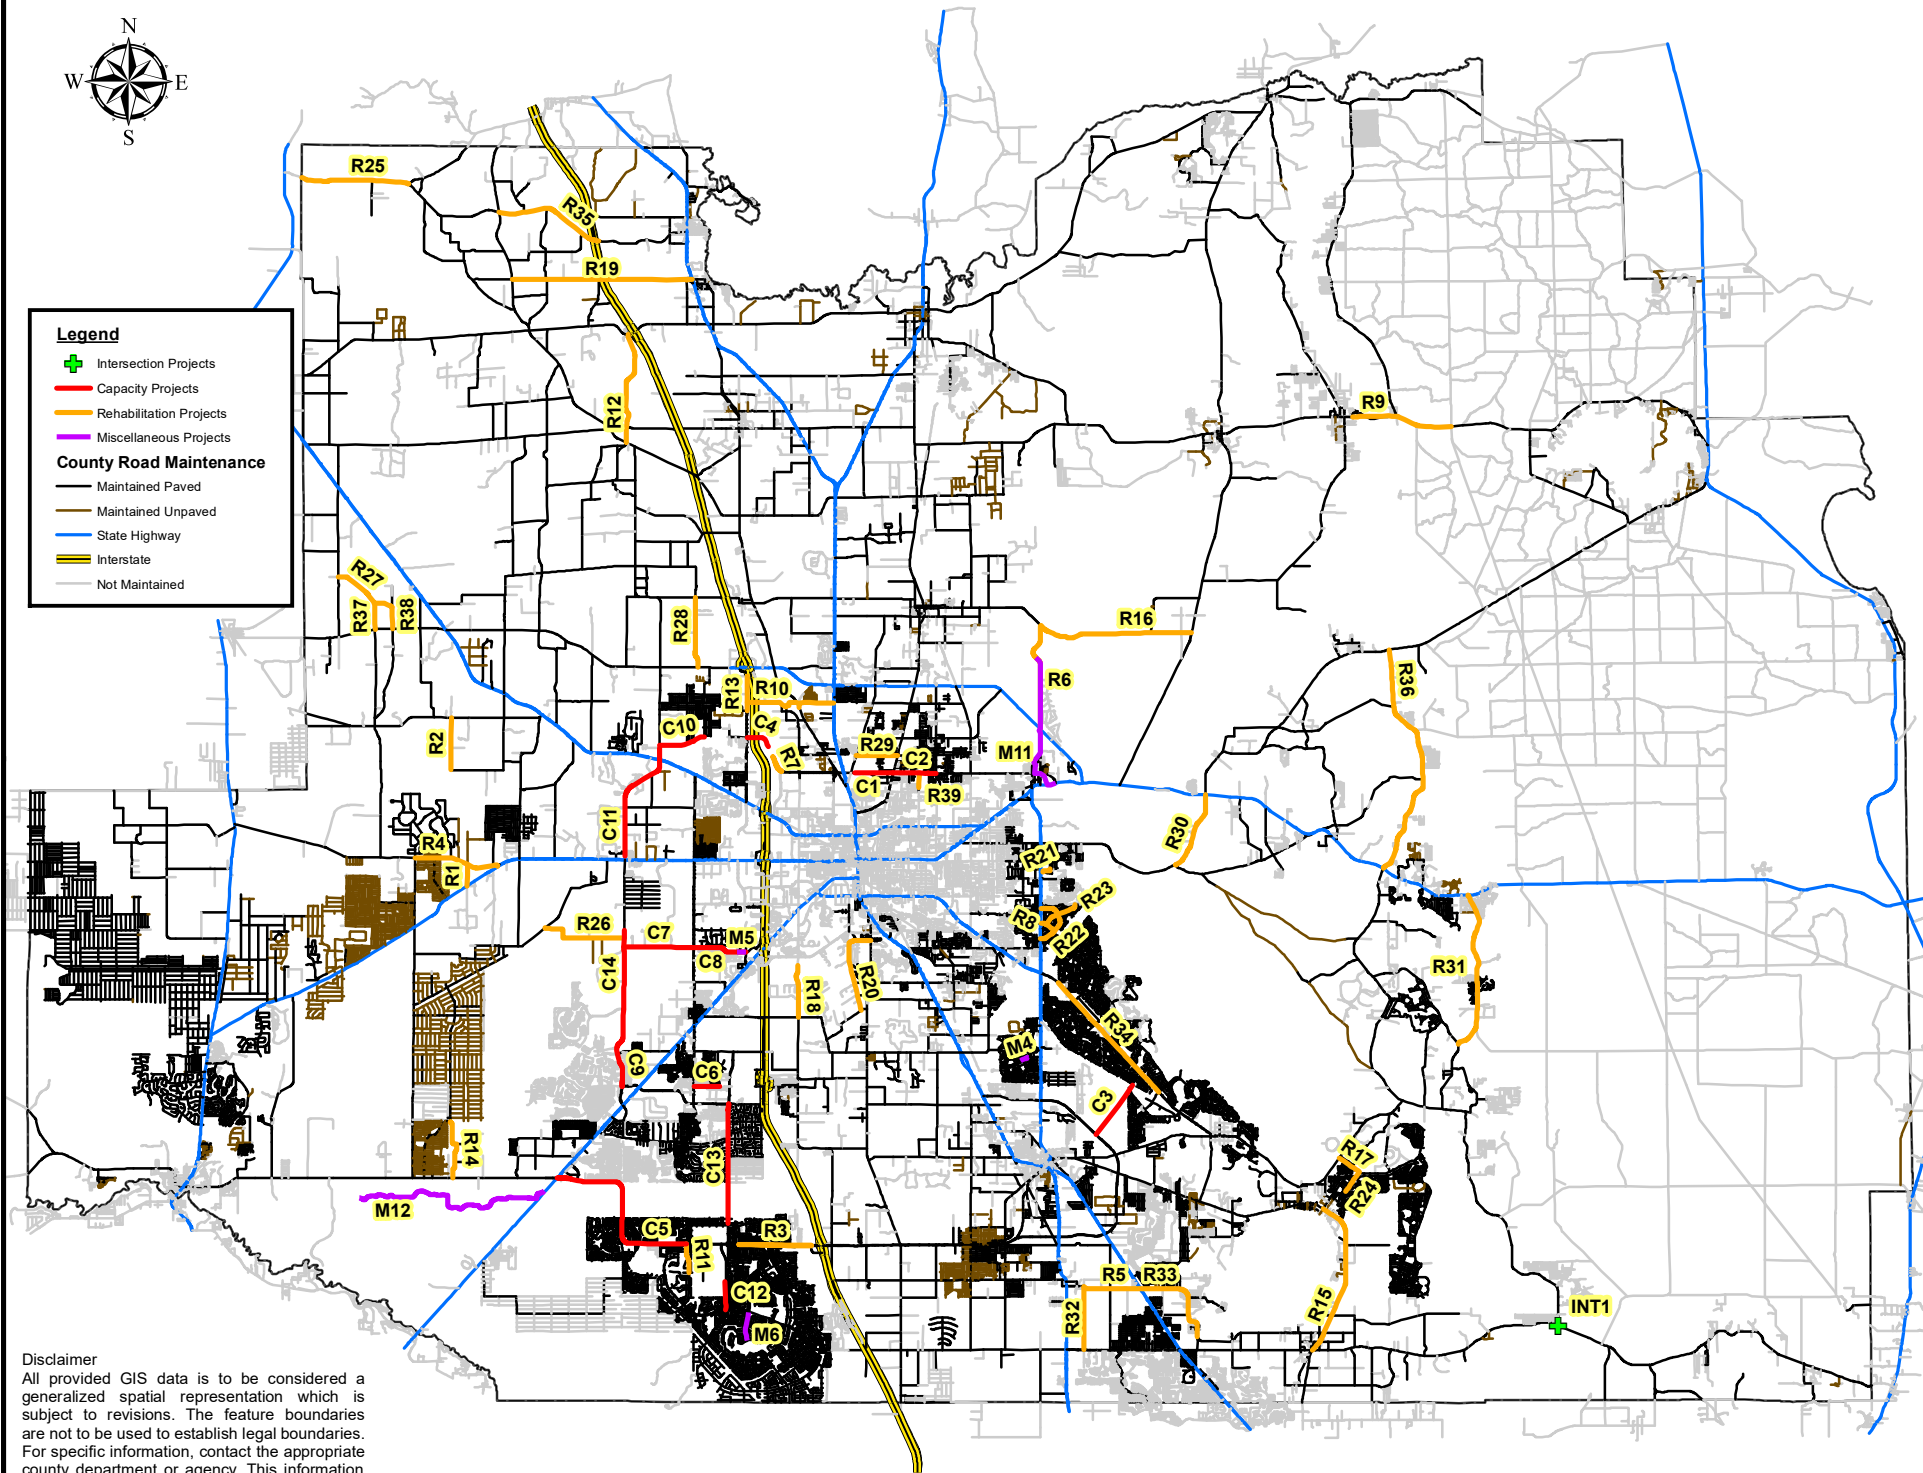 N
W E
S
R25
R35
R19
Legend
Intersection Projects
Capacity Projects
Rehabilitation Projects
Miscellaneous Projects
County Road Maintenance
Maintained Paved
Maintained Unpaved
State Highway
Interstate
Not Maintained
R12
R9
R27
R37
R38
R28
R16
R6
R36
R13
R10
R2
C10
C4
R7
R29
C2
C1
R39
M11
C11
R30
R4
R1
R21
R23
R8
R22
R26
C7
M5
C8
C14
R18
R20
R31
R34
M4
C9
C6
C3
R14
C13
R17
R24
M12
C5
R11
R3
C12
M6
R5
R33
R32
R15
INT1
Disclaimer
All provided GIS data is to be considered a
generalized spatial representation which is
subject to revisions. The feature boundaries
are not to be used to establish legal boundaries.
For specific information, contact the appropriate
county department or agency. This information